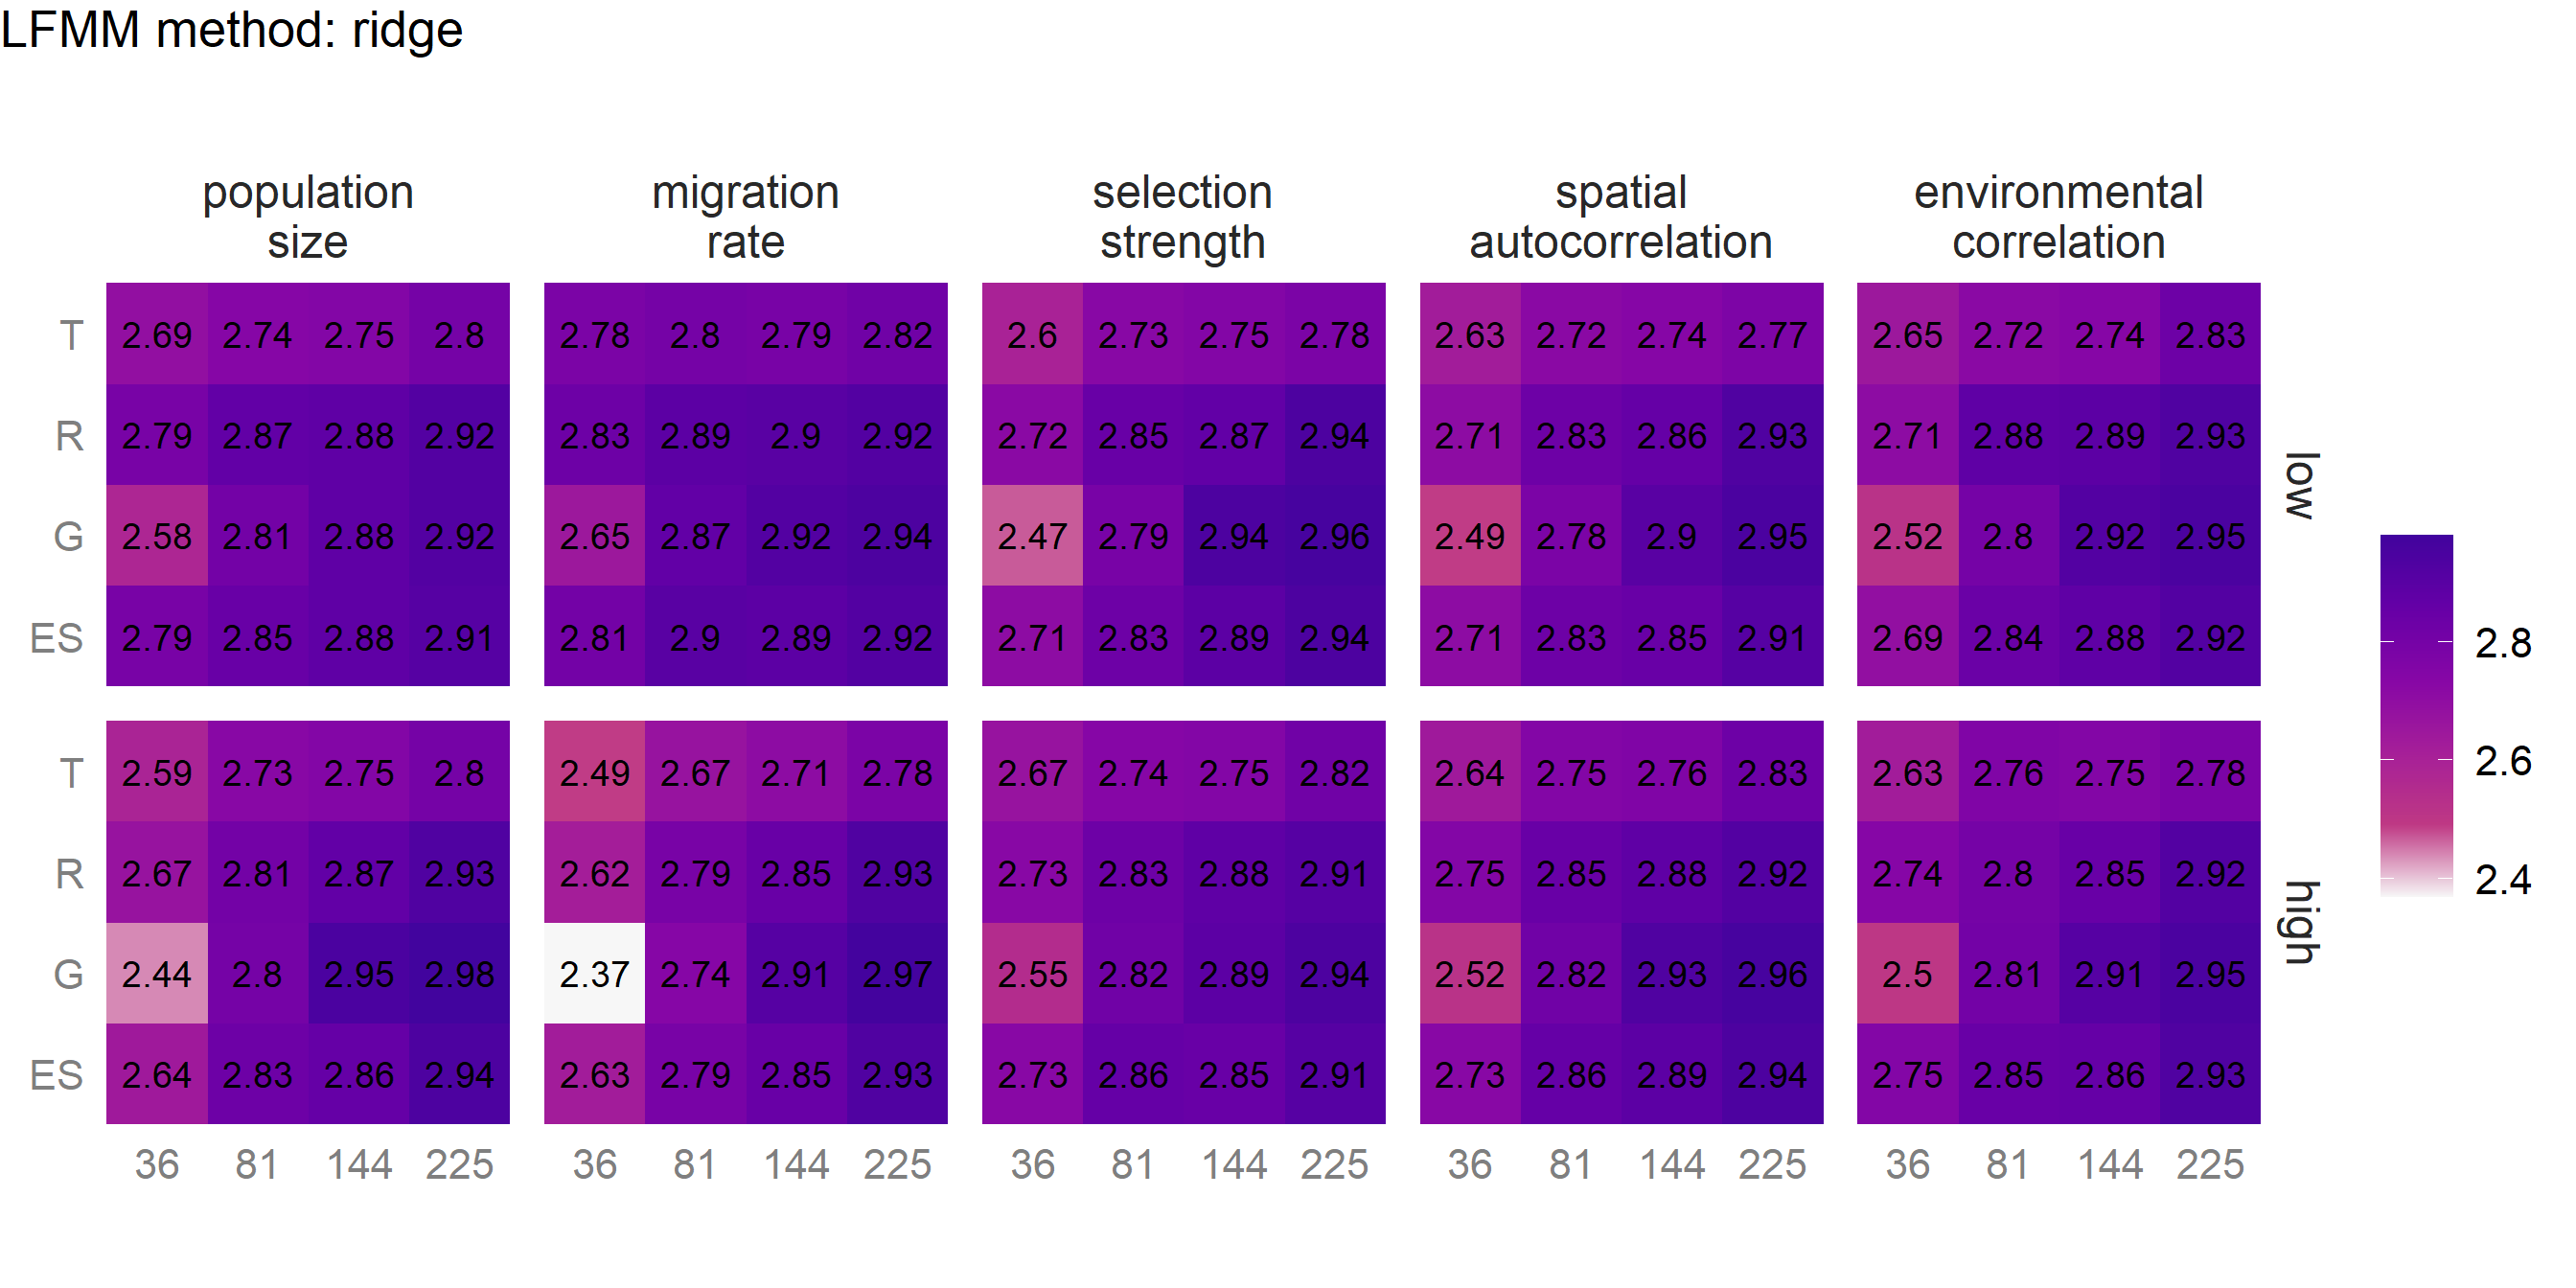 LFMM method: ridge
population migration selection spatial environmental
size rate strength autocorrelation correlation
T 2.69 2.74 2.75 2.8 2.78 2.8 2.79 2.82 2.6 2.73 2.75 2.78 2.63 2.72 2.74 2.77 2.65 2.72 2.74 2.83
R 2.79 2.87 2.88 2.92 2.83 2.89 2.9 2.92 2.72 2.85 2.87 2.94 2.71 2.83 2.86 2.93 2.71 2.88 2.89 2.93
low
G 2.58 2.81 2.88 2.92 2.65 2.87 2.92 2.94 2.47 2.79 2.94 2.96 2.49 2.78 2.9 2.95 2.52 2.8 2.92 2.95
ES 2.79 2.85 2.88 2.91 2.81 2.9 2.89 2.92 2.71 2.83 2.89 2.94 2.71 2.83 2.85 2.91 2.69 2.84 2.88 2.92
T 2.59 2.73 2.75 2.8 2.49 2.67 2.71 2.78 2.67 2.74 2.75 2.82 2.64 2.75 2.76 2.83 2.63 2.76 2.75 2.78
R 2.67 2.81 2.87 2.93 2.62 2.79 2.85 2.93 2.73 2.83 2.88 2.91 2.75 2.85 2.88 2.92 2.74 2.8 2.85 2.92
high
G 2.44 2.8 2.95 2.98 2.37 2.74 2.91 2.97 2.55 2.82 2.89 2.94 2.52 2.82 2.93 2.96 2.5 2.81 2.91 2.95
ES 2.64 2.83 2.86 2.94 2.63 2.79 2.85 2.93 2.73 2.86 2.85 2.91 2.73 2.86 2.89 2.94 2.75 2.85 2.86 2.93
36 81 144 225 36 81 144 225 36 81 144 225 36 81 144 225 36 81 144 225
2.8
2.6
2.4